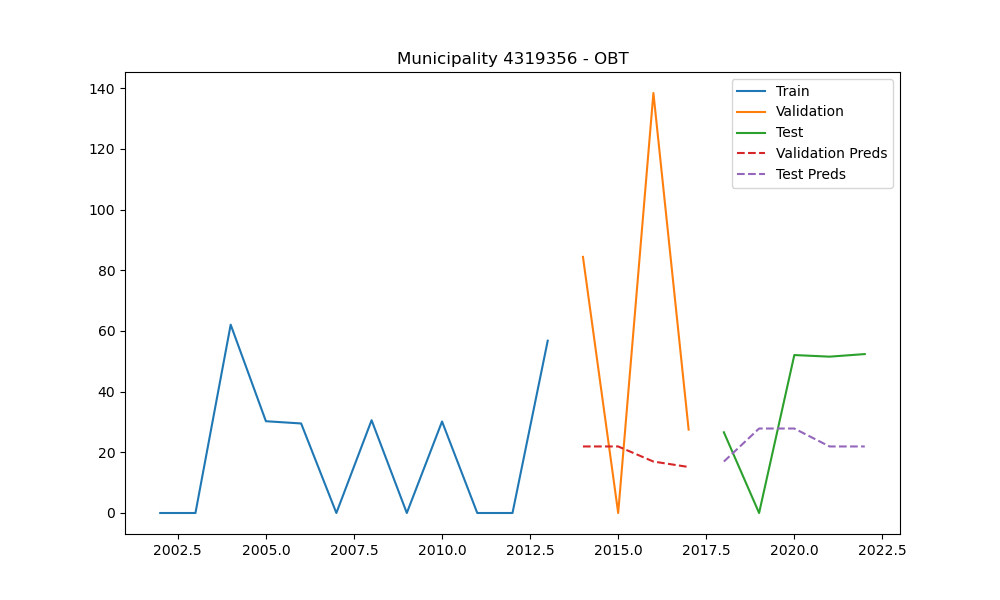 Municipality 4319356 - OBT
140
120
100
80
60
40
20
0
2002.5 2005.0 2007.5 2010.0 2012.5 2015.0 2017.5 2020.0 2022.5
Train
Validation
Test
Validation Preds
Test Preds